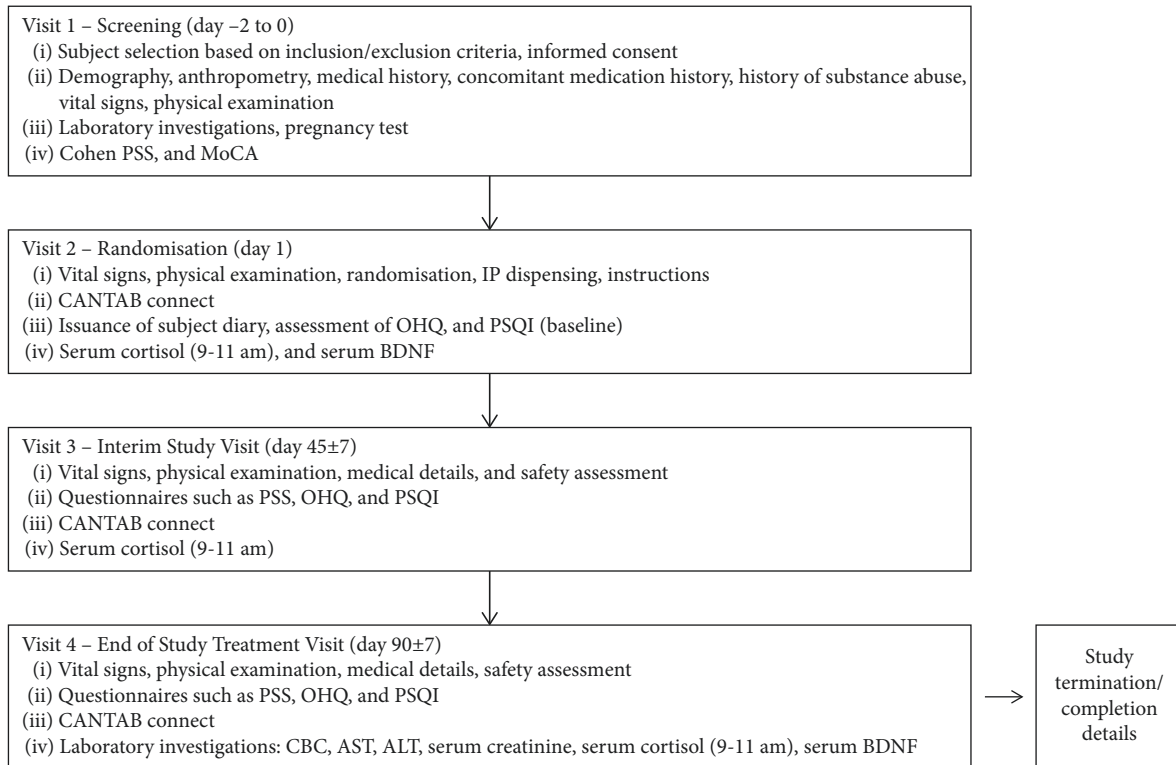 Visit 1 – Screening (day –2 to 0)
(i) Subject selection based on inclusion/exclusion criteria, informed consent
(ii) Demography, anthropometry, medical history, concomitant medication history, history of substance abuse,
vital signs, physical examination
(iii) Laboratory investigations, pregnancy test
(iv) Cohen PSS, and MoCA
Visit 2 – Randomisation (day 1)
(i) Vital signs, physical examination, randomisation, IP dispensing, instructions
(ii) CANTAB connect
(iii) Issuance of subject diary, assessment of OHQ, and PSQI (baseline)
(iv) Serum cortisol (9-11 am), and serum BDNF
Visit 3 – Interim Study Visit (day 45±7)
(i) Vital signs, physical examination, medical details, and safety assessment
(ii) Questionnaires such as PSS, OHQ, and PSQI
(iii) CANTAB connect
(iv) Serum cortisol (9-11 am)
Visit 4 – End of Study Treatment Visit (day 90±7)
(i) Vital signs, physical examination, medical details, safety assessment
(ii) Questionnaires such as PSS, OHQ, and PSQI
(iii) CANTAB connect
(iv) Laboratory investigations: CBC, AST, ALT, serum creatinine, serum cortisol (9-11 am), serum BDNF
Study
termination/
completion
details